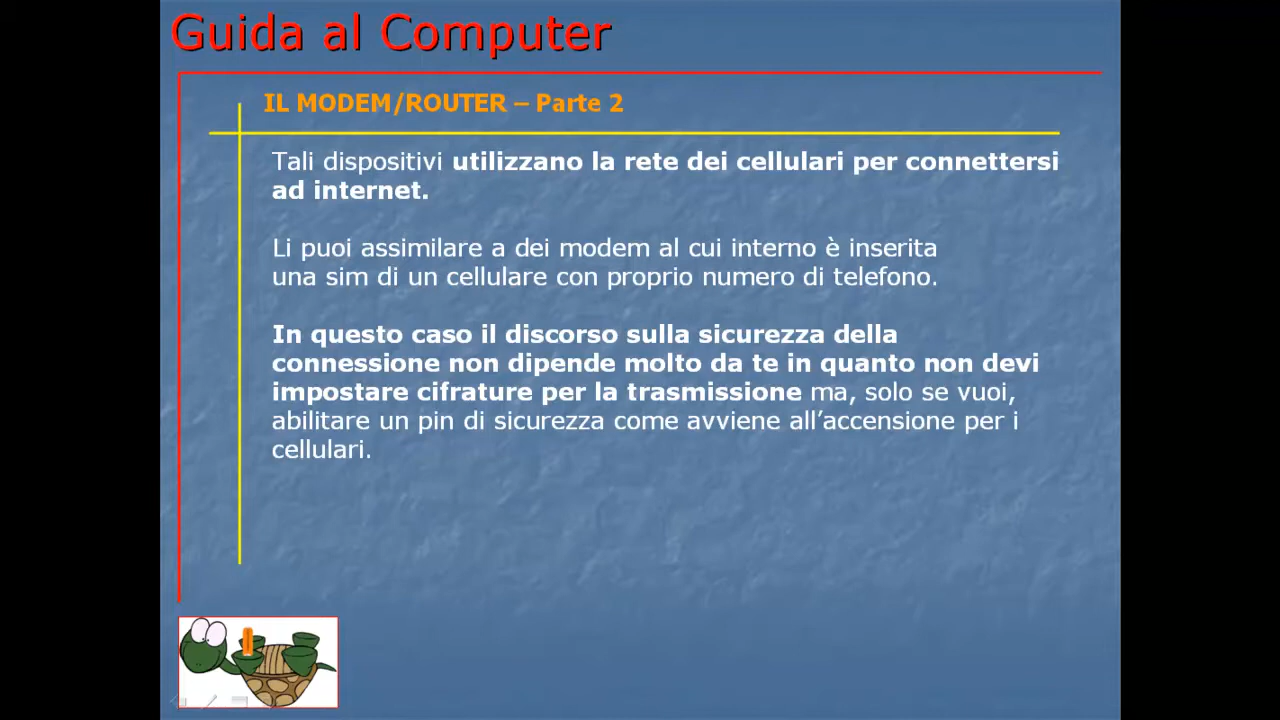 Guida al Computer
IL MODEM/ROUTER – Parte 2
Tali dispositivi utilizzano la rete dei cellulari per connettersi
ad internet.
Li puoi assimilare a dei modem al cui interno è inserita
una sim di un cellulare con proprio numero di telefono.
In questo caso il discorso sulla sicurezza della
connessione non dipende molto da te in quanto non devi
impostare cifrature per la trasmissione ma, solo se vuoi,
abilitare un pin di sicurezza come avviene all’accensione per i
cellulari.